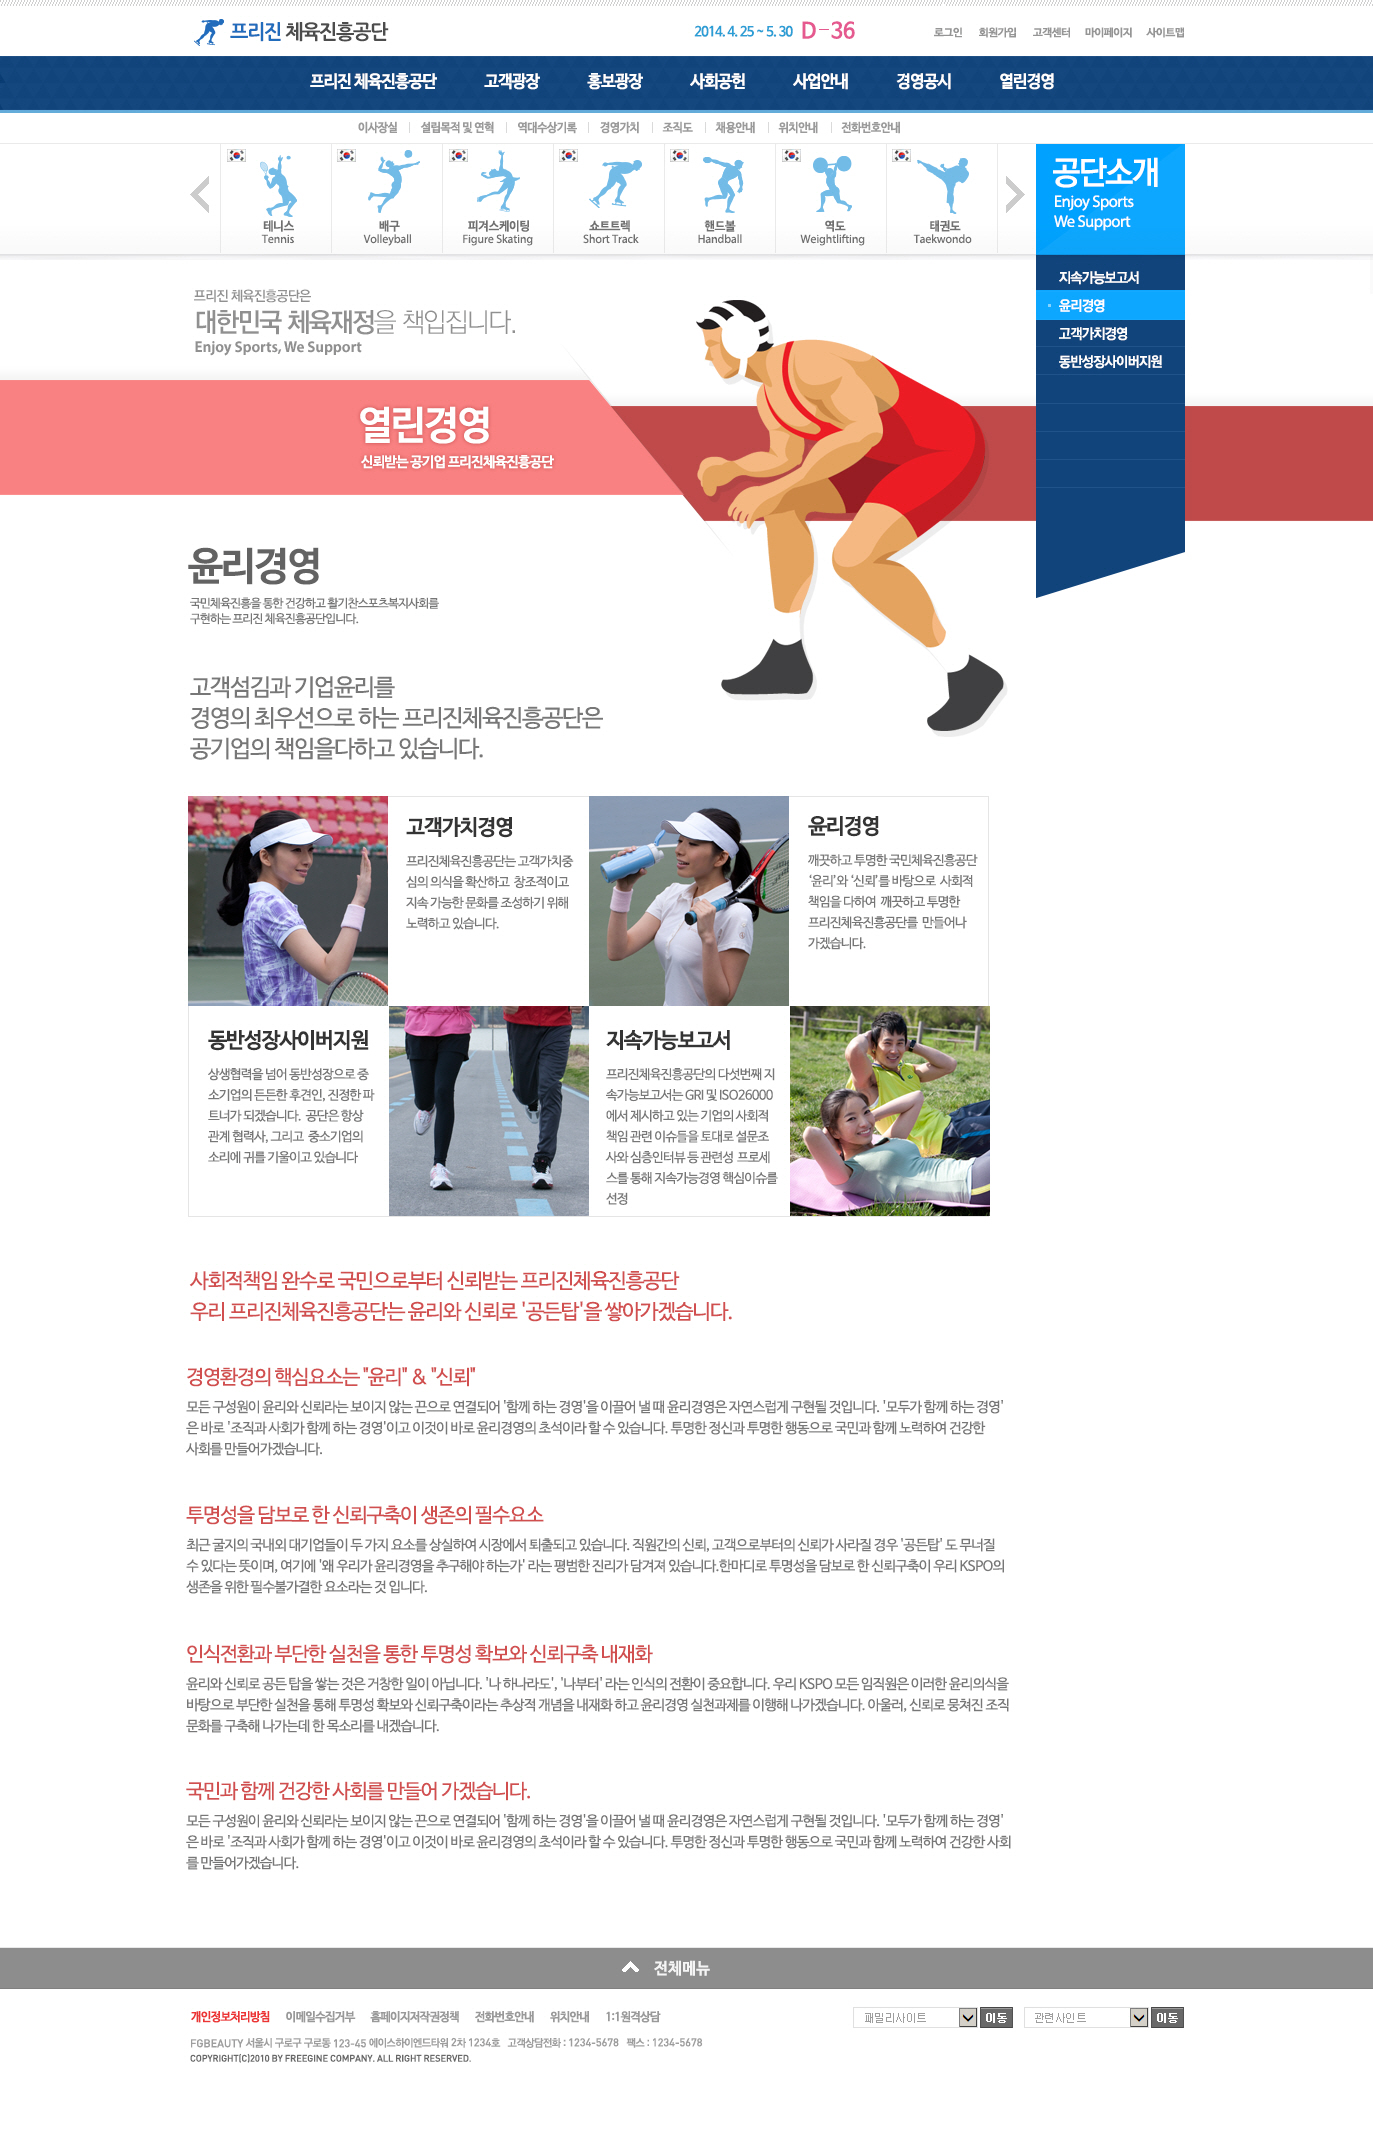 프리진 체육진흥공단
2014. 4. 25 ~ 5. 30 D-36
로그인 회원가입 고객센터 마이페이지 사이트맵
프리진 체육진흥공단 고객광장 홍보광장 사회공헌 사업안내 경영공시 열린경영
이사장실 설립목적 및 연혁 역대수상기록 경영가치 조직도 채용안내 위치안내 전화번호안내
테니스 배구 피겨스케이팅 쇼트트랙 핸드볼 역도 태권도
Tennis Volleyball Figure Skating Short Track Handball Weightlifting Taekwondo
공단소개
Enjoy Sports
We Support
지속가능보고서
윤리경영
고객가치경영
동반성장사이버지원
프리진 체육진흥공단은
대한민국 체육재정을 책입집니다.
Enjoy Sports, We Support
열린경영
신뢰받는 공기업 프리진체육진흥공단
윤리경영
국민체육진흥을 통한 건강하고 활기찬스포츠복지사회를
구현하는 프리진 체육진흥공단입니다.
고객섬김과 기업윤리를
경영의 최우선으로 하는 프리진체육진흥공단은
공기업의 책임을다하고 있습니다.
고객가치경영
프리진체육진흥공단는 고객가치중
심의 의식을 확산하고 창조적이고
지속 가능한 문화를 조성하기 위해
노력하고 있습니다.
윤리경영
깨끗하고 투명한 국민체육진흥공단
'윤리'와 '신뢰'를 바탕으로 사회적
책임을 다하여 깨끗하고 투명한
프리진체육진흥공단를 만들어나
가겠습니다.
동반성장사이버지원
상생협력을 넘어 동반성장으로 중
소기업의 든든한 후견인, 진정한 파
트너가 되겠습니다. 공단은 항상
관계 협력사, 그리고 중소기업의
소리에 귀를 기울이고 있습니다
지속가능보고서
프리진체육진흥공단의 다섯번째 지
속가능보고서는 GRI 및 ISO26000
에서 제시하고 있는 기업의 사회적
책임 관련 이슈들을 토대로 설문조
사와 심층인터뷰 등 관련성 프로세
스를 통해 지속가능경영 핵심이슈를
선정
사회적책임 완수로 국민으로부터 신뢰받는 프리진체육진흥공단
우리 프리진체육진흥공단는 윤리와 신뢰로 '공든탑'을 쌓아가겠습니다.
경영환경의 핵심요소는 "윤리" & "신뢰"
모든 구성원이 윤리와 신뢰라는 보이지 않는 끈으로 연결되어 '함께 하는 경영'을 이끌어 낼 때 윤리경영은 자연스럽게 구현될 것입니다. '모두가 함께 하는 경영'
은 바로 '조직과 사회가 함께 하는 경영'이고 이것이 바로 윤리경영의 초석이라 할 수 있습니다. 투명한 정신과 투명한 행동으로 국민과 함께 노력하여 건강한
사회를 만들어가겠습니다.
투명성을 담보로 한 신뢰구축이 생존의 필수요소
최근 굴지의 국내외 대기업들이 두 가지 요소를 상실하여 시장에서 퇴출되고 있습니다. 직원간의 신뢰, 고객으로부터의 신뢰가 사라질 경우 '공든탑' 도 무너질
수 있다는 뜻이며, 여기에 '왜 우리가 윤리경영을 추구해야 하는가' 라는 평범한 진리가 담겨져 있습니다.한마디로 투명성을 담보로 한 신뢰구축이 우리 KSPO의
생존을 위한 필수불가결한 요소라는 것 입니다.
인식전환과 부단한 실천을 통한 투명성 확보와 신뢰구축 내재화
윤리와 신뢰로 공든 탑을 쌓는 것은 거창한 일이 아닙니다. '나 하나라도', '나부터' 라는 인식의 전환이 중요합니다. 우리 KSPO 모든 임직원은 이러한 윤리의식을
바탕으로 부단한 실천을 통해 투명성 확보와 신뢰구축이라는 추상적 개념을 내재화 하고 윤리경영 실천과제를 이행해 나가겠습니다. 아울러, 신뢰로 뭉쳐진 조직
문화를 구축해 나가는데 한 목소리를 내겠습니다.
국민과 함께 건강한 사회를 만들어 가겠습니다.
모든 구성원이 윤리와 신뢰라는 보이지 않는 끈으로 연결되어 '함께 하는 경영'을 이끌어 낼 때 윤리경영은 자연스럽게 구현될 것입니다. '모두가 함께 하는 경영'
은 바로 '조직과 사회가 함께 하는 경영'이고 이것이 바로 윤리경영의 초석이라 할 수 있습니다. 투명한 정신과 투명한 행동으로 국민과 함께 노력하여 건강한 사회
를 만들어가겠습니다.
전체메뉴
개인정보처리방침 이메일수집거부 홈페이지저작권정책 전화번호안내 위치안내 1:1원격상담
패밀리사이트 이동 관련사인트 이동
FGBEAUTY 서울시 구로구 구로동 123-45 에이스하이엔드타워 2차 1234호 고객상담전화 : 1234-5678 팩스 : 1234-5678
COPYRIGHT(C)2010 BY FREEGINE COMPANY. ALL RIGHT RESERVED.